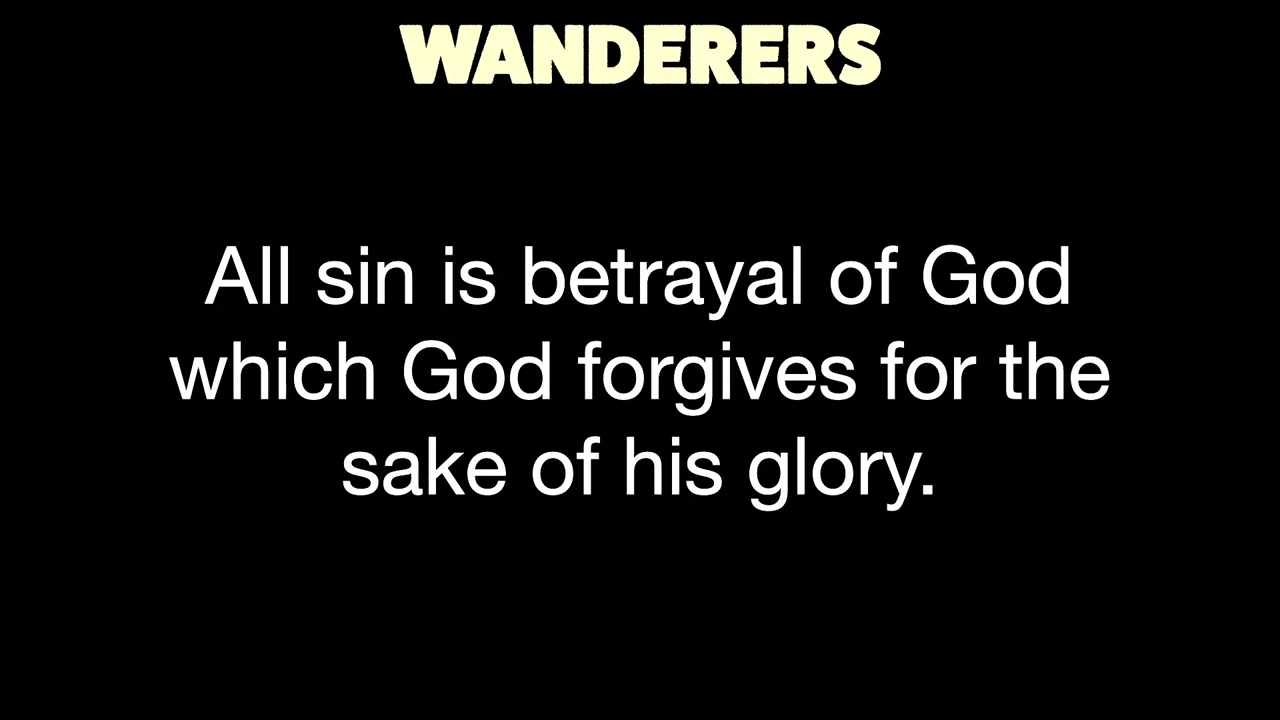 WANDERERS
All sin is betrayal of God
which God forgives for the
sake of his glory.